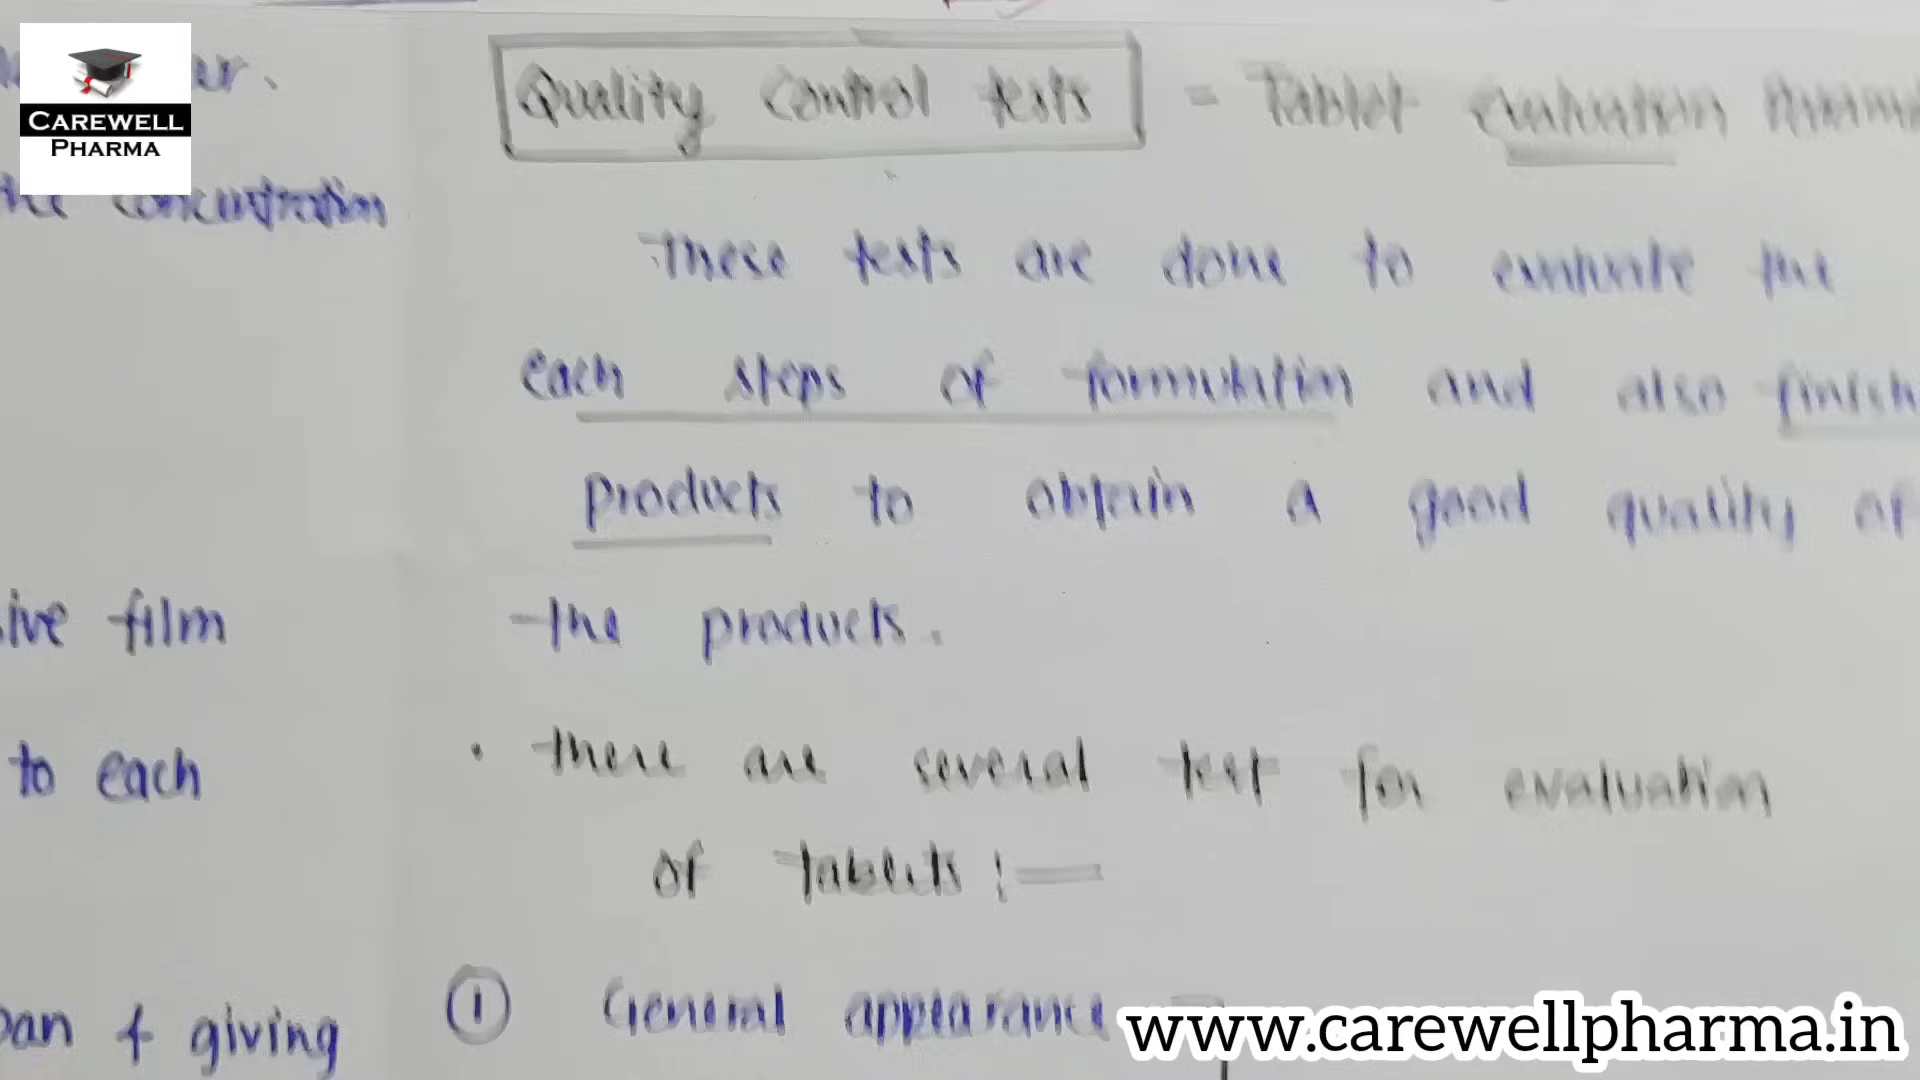 CAREWELL
PHARMA
the concentration
ive film
to each
pan & giving
Quality Control tests = Tablet evaluation
These tests are done to evaluate the
each steps of formulation and also finish
products to obtain a good quality of
the products.
• There are several test for evaluation
of tablets :—
① General appearance
www.carewellpharma.in